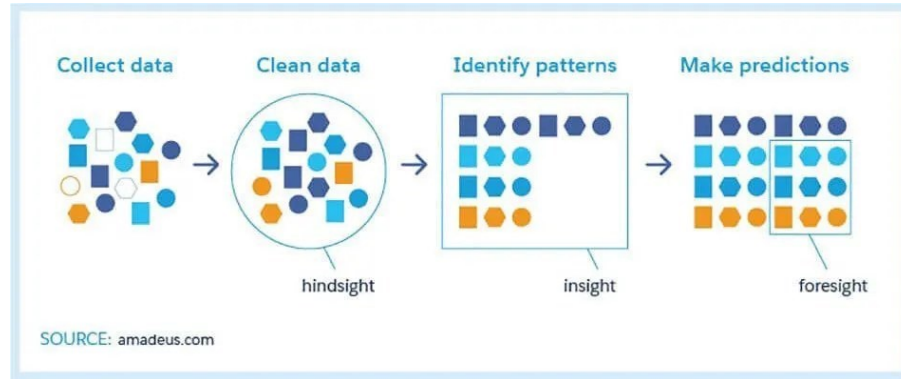 Collect data
Clean data
Identify patterns
Make predictions
hindsight
insight
foresight
SOURCE: amadeus.com